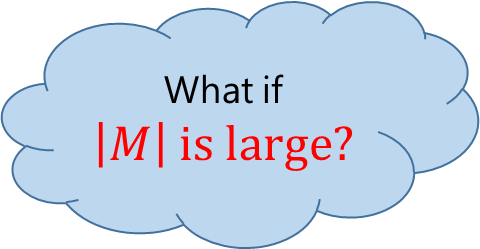 What if
|M| is large?